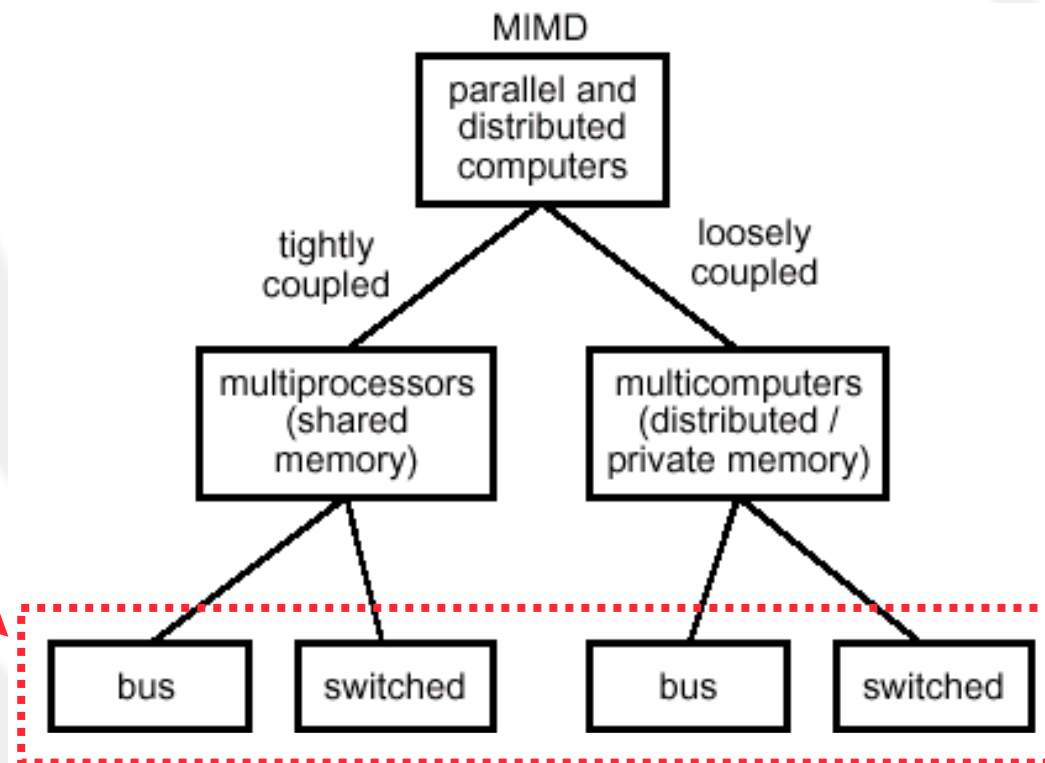 MIMD
parallel and
distributed
computers
tightly
coupled
loosely
coupled
multiprocessors
(shared
memory)
multicomputers
(distributed /
private memory)
bus
switched
bus
switched